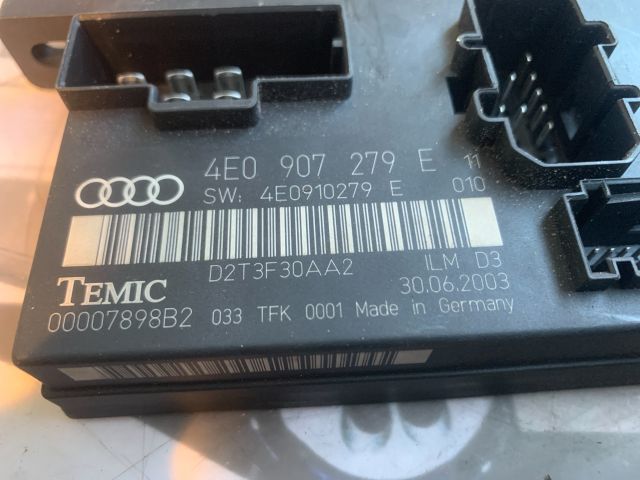 4E0 907 279 E 11
SW: 4E0910279 E 010
D2T3F30AA2 ILM D3
TEMIC 30.06.2003
00007898B2 033 TFK 0001 Made in Germany